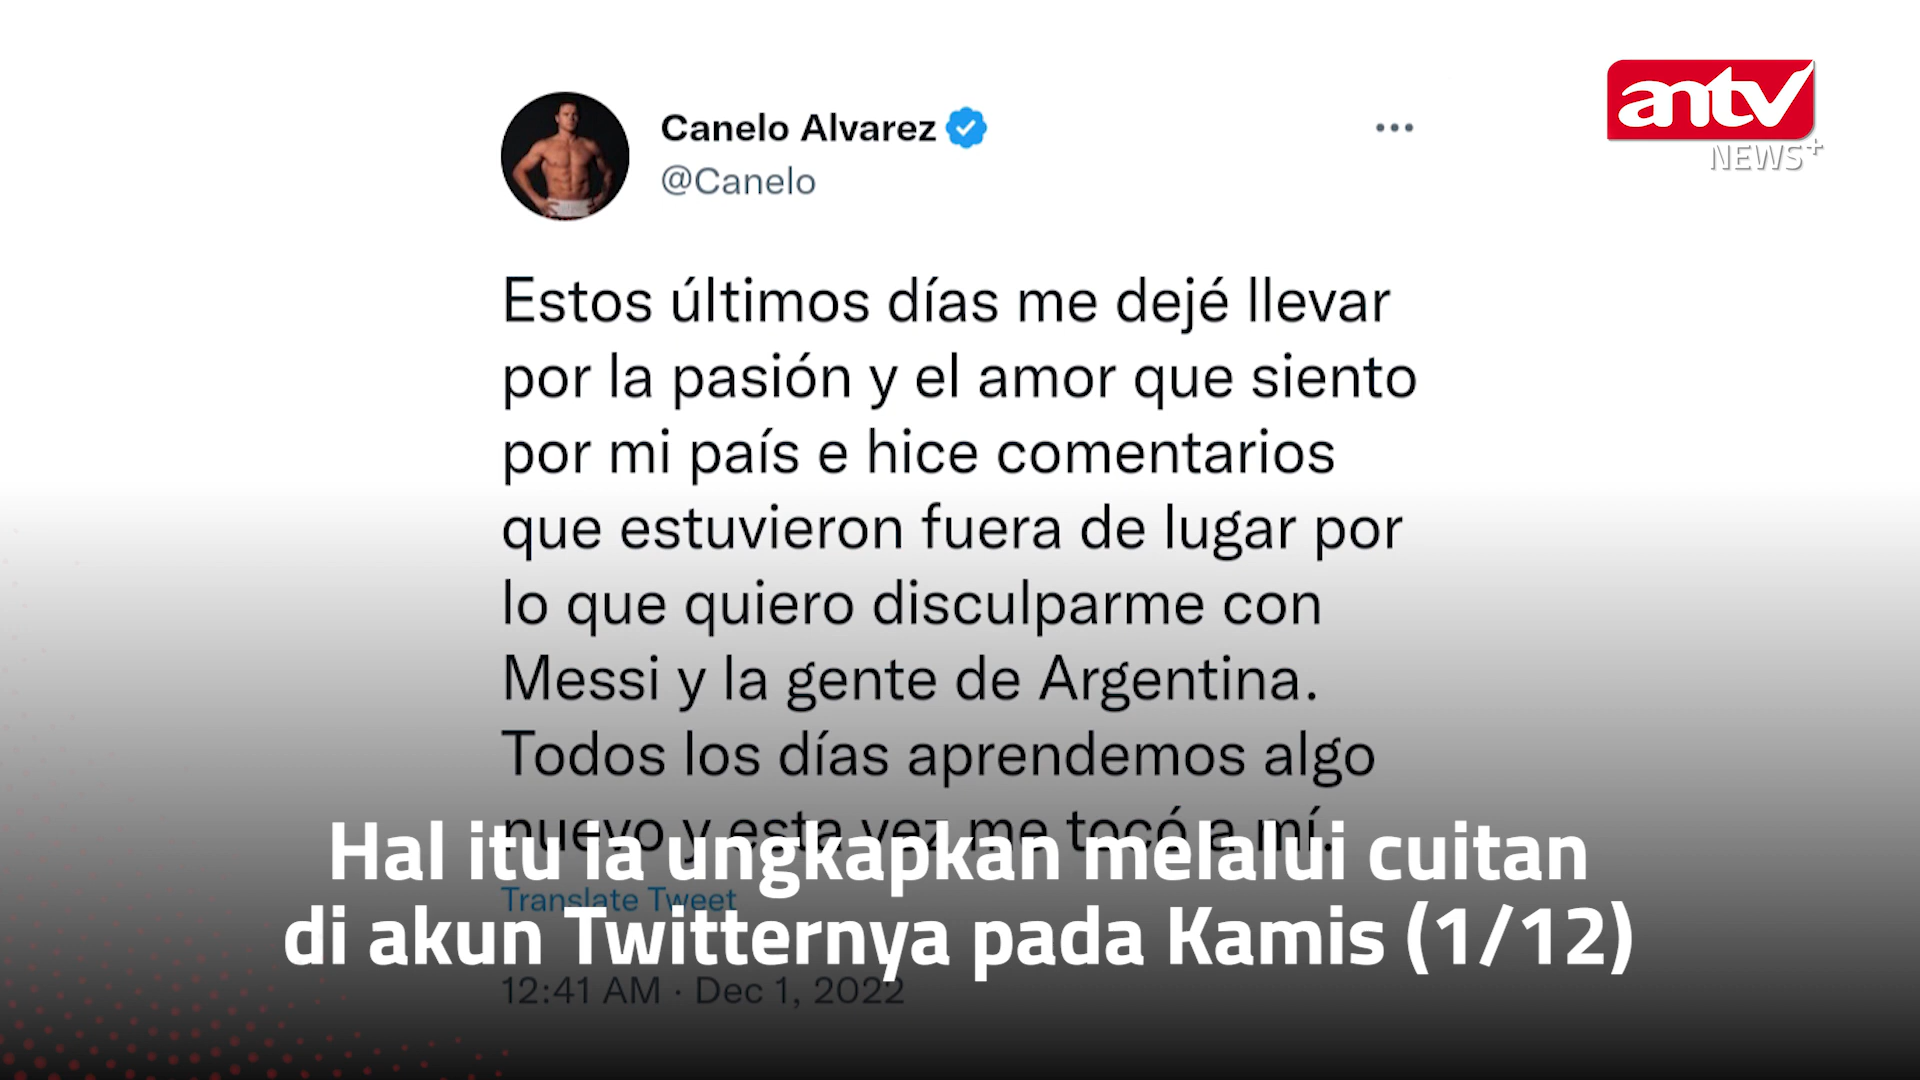 antv
NEWS+
Canelo Alvarez
@Canelo
Estos últimos días me dejé llevar
por la pasión y el amor que siento
por mi país e hice comentarios
que estuvieron fuera de lugar por
lo que quiero disculparme con
Messi y la gente de Argentina.
Todos los días aprendemos algo
nuevo y esta vez me tocó a mí.
Translate Tweet
12:41 AM · Dec 1, 2022
Hal itu ia ungkapkan melalui cuitan
di akun Twitternya pada Kamis (1/12)